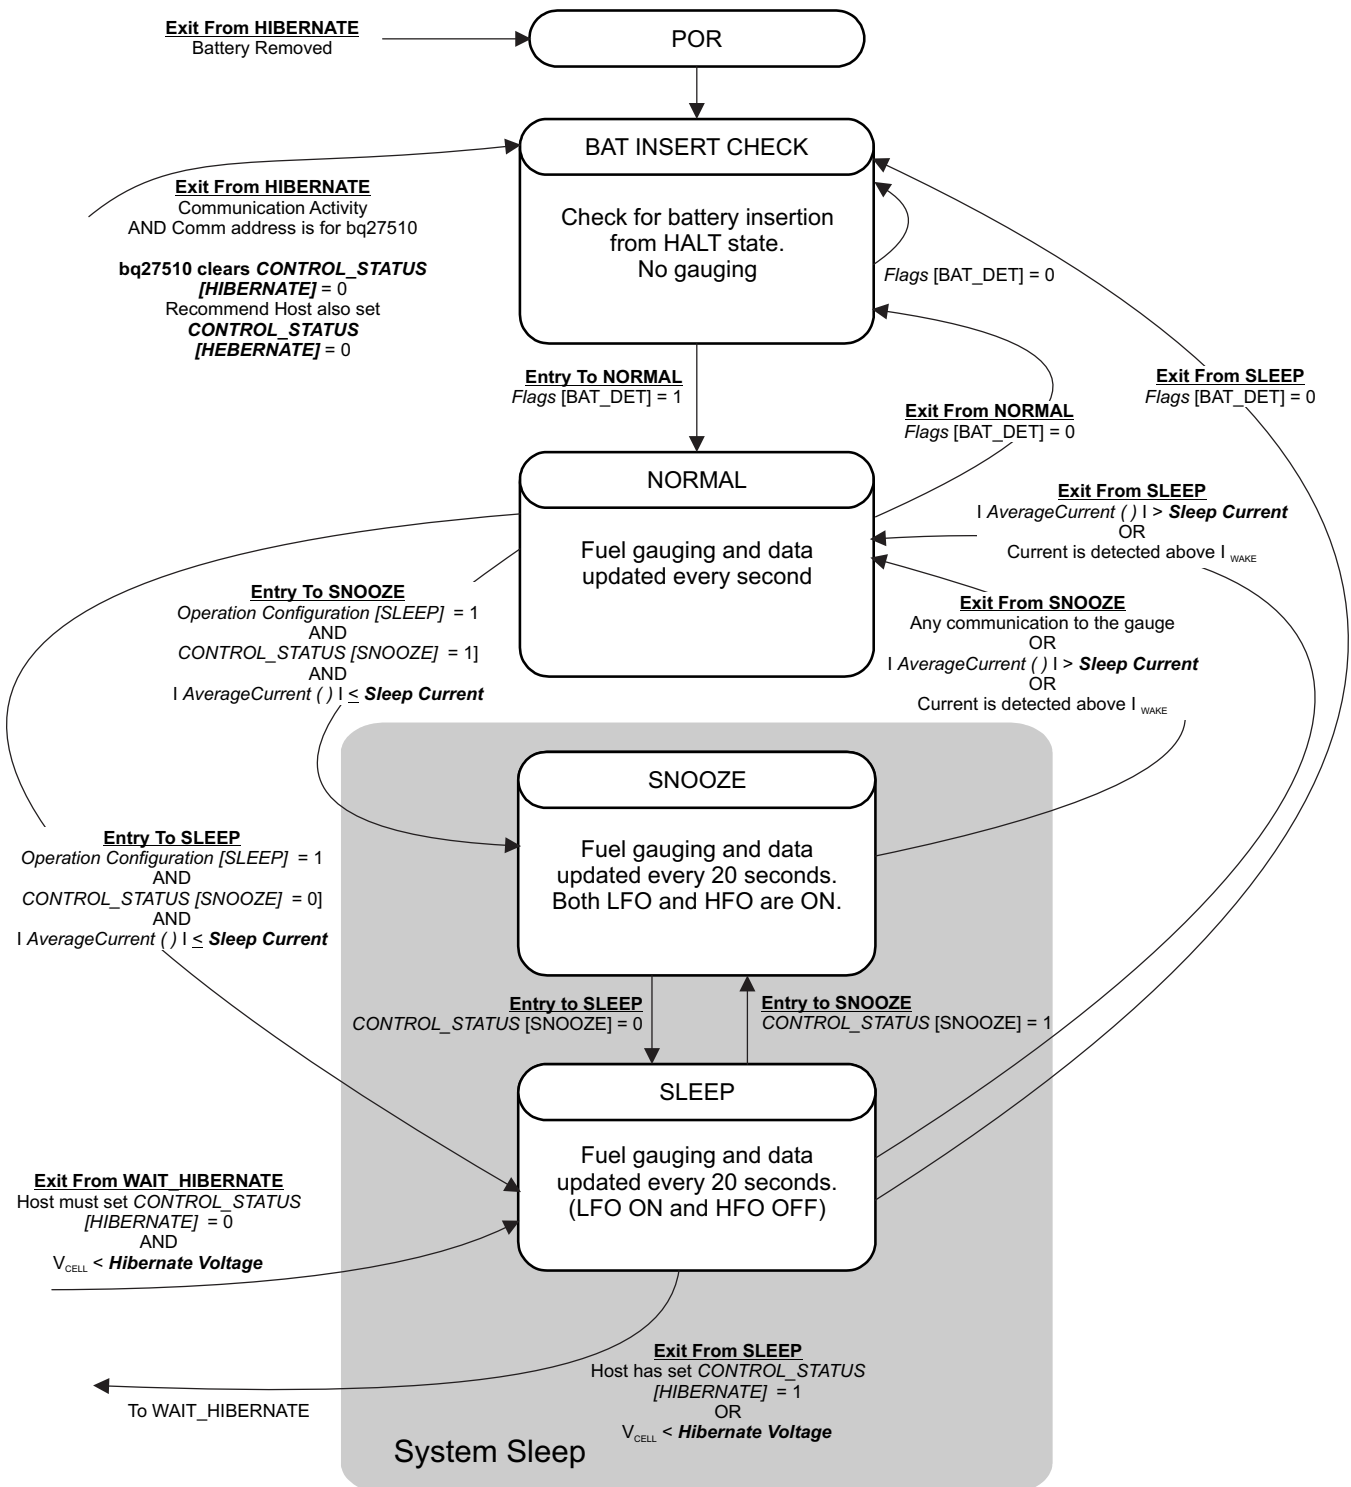 Exit From HIBERNATE
Battery Removed
POR
BAT INSERT CHECK
Check for battery insertion
from HALT state.
No gauging
Exit From HIBERNATE
Communication Activity
AND Comm address is for bq27510
bq27510 clears CONTROL_STATUS
[HIBERNATE] = 0
Recommend Host also set
CONTROL_STATUS
[HEBERNATE] = 0
Flags [BAT_DET] = 0
Entry To NORMAL
Flags [BAT_DET] = 1
Exit From NORMAL
Flags [BAT_DET] = 0
Exit From SLEEP
Flags [BAT_DET] = 0
NORMAL
Fuel gauging and data
updated every second
Exit From SLEEP
I AverageCurrent ( ) I > Sleep Current
OR
Current is detected above I WAKE
Entry To SNOOZE
Operation Configuration [SLEEP] = 1
AND
CONTROL_STATUS [SNOOZE] = 1]
AND
I AverageCurrent ( ) I ≤ Sleep Current
Exit From SNOOZE
Any communication to the gauge
OR
I AverageCurrent ( ) I > Sleep Current
OR
Current is detected above I WAKE
SNOOZE
Fuel gauging and data
updated every 20 seconds.
Both LFO and HFO are ON.
Entry To SLEEP
Operation Configuration [SLEEP] = 1
AND
CONTROL_STATUS [SNOOZE] = 0]
AND
I AverageCurrent ( ) I ≤ Sleep Current
Entry to SLEEP
CONTROL_STATUS [SNOOZE] = 0
Entry to SNOOZE
CONTROL_STATUS [SNOOZE] = 1
SLEEP
Fuel gauging and data
updated every 20 seconds.
(LFO ON and HFO OFF)
Exit From WAIT_HIBERNATE
Host must set CONTROL_STATUS
[HIBERNATE] = 0
AND
VCELL < Hibernate Voltage
Exit From SLEEP
Host has set CONTROL_STATUS
[HIBERNATE] = 1
OR
VCELL < Hibernate Voltage
To WAIT_HIBERNATE
System Sleep